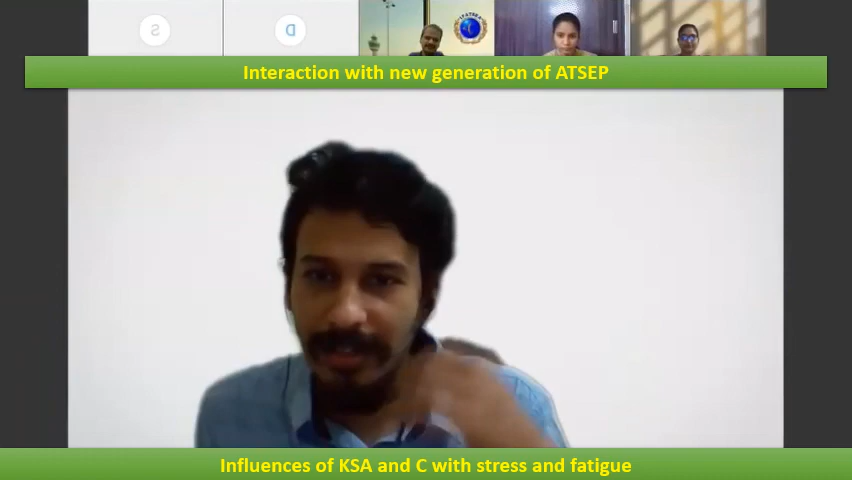 S
D
Interaction with new generation of ATSEP
Influences of KSA and C with stress and fatigue